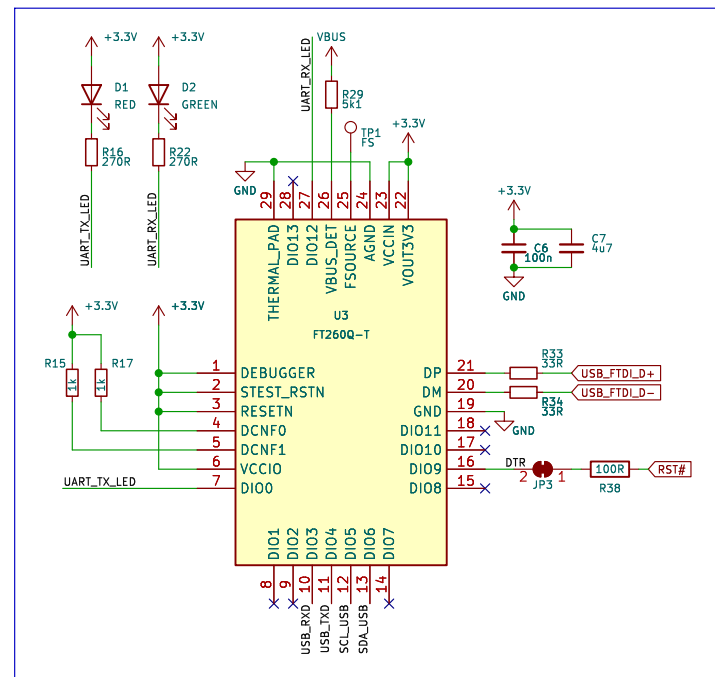 +3.3V
+3.3V
UART_RX_LED
VBUS
D1
RED
D2
GREEN
R29
5k1
TP1
FS
+3.3V
R16
270R
R22
270R
GND
UART_TX_LED
UART_RX_LED
29
28
27
26
25
24
23
22
THERMAL_PAD
DIO13
DIO12
VBUS_DET
FSOURCE
AGND
VCCIN
VOUT3V3
+3.3V
C6
100n
C7
4u7
GND
+3.3V
+3.3V
U3
FT260Q-T
R15
1k
R17
1k
1
DEBUGGER
2
STEST_RSTN
3
RESETN
4
DCNF0
5
DCNF1
6
VCCIO
7
DIO0
UART_TX_LED
DP
21
R33
33R
USB_FTDI_D+
DM
20
R34
33R
USB_FTDI_D-
GND
19
GND
DIO11
18
DIO10
17
DIO9
16
DTR
2
JP3
1
100R
R38
RST#
DIO8
15
DIO1
DIO2
DIO3
DIO4
DIO5
DIO6
DIO7
8
9
10
11
12
13
14
USB_RXD
USB_TXD
SCL_USB
SDA_USB